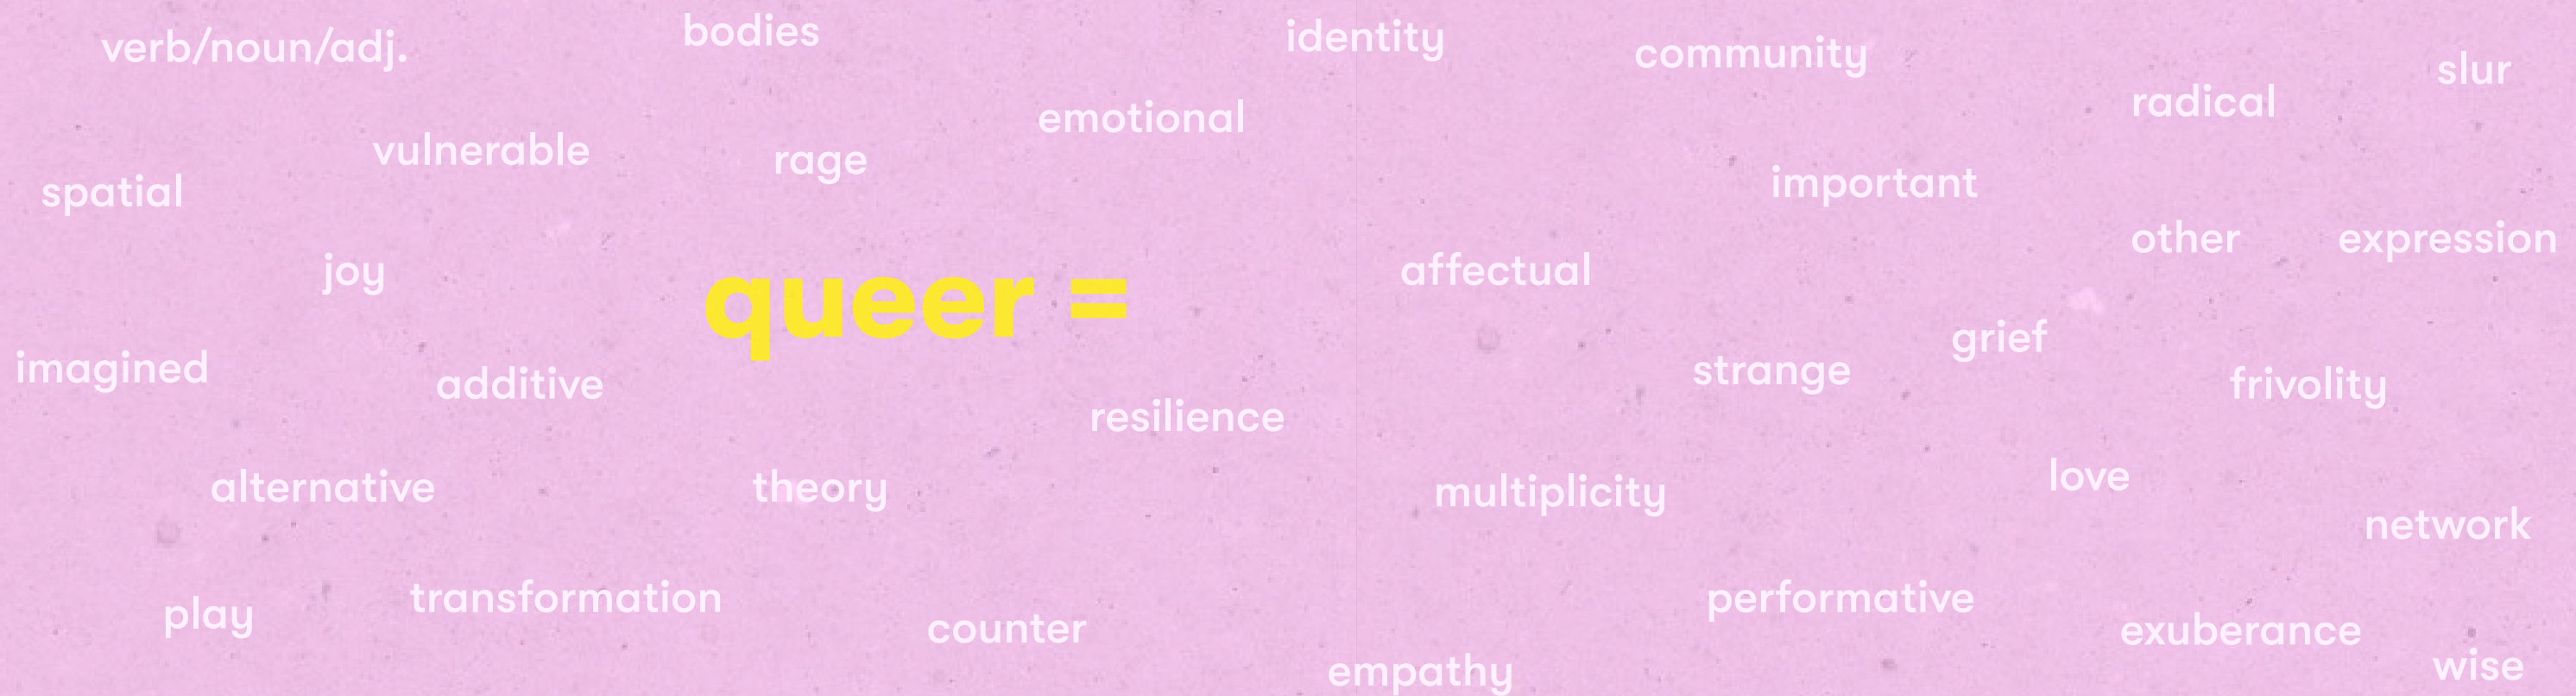 verb/noun/adj.
bodies
identity
community
slur
radical
emotional
vulnerable
rage
spatial
important
other
expression
joy
queer =
affectual
grief
imagined
additive
strange
frivolity
resilience
alternative
theory
multiplicity
love
network
play
transformation
counter
performative
exuberance
empathy
wise